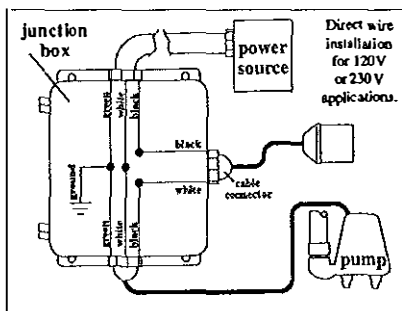 junction
box
power
source
Direct wire
installation
for 120V
or 230V
applications.
green
white
black
black
white
cable
connector
ground
green
white
black
pump